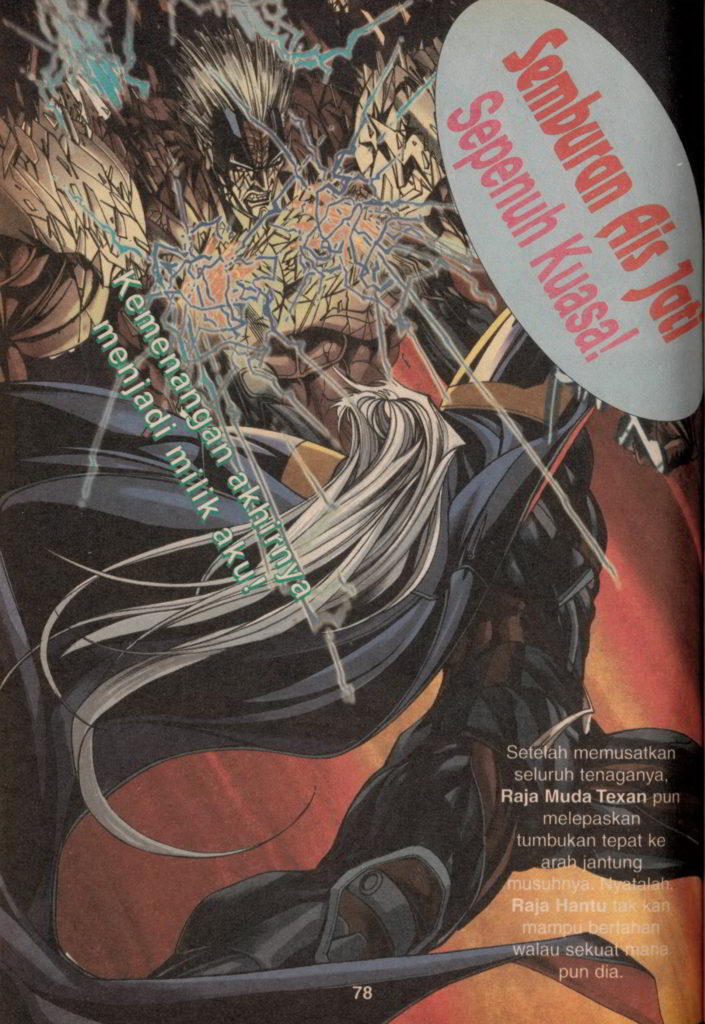 Semburan Ais Jati
Sepenuh Kuasa!
Kemenangan akhirnya
menjadi milik aku!
Setelah memusatkan
seluruh tenaganya,
Raja Muda Texan pun
melepaskan
tumbukan tepat ke
arah jantung
musuhnya. Nyatalah,
Raja Hantu tak kan
mampu bertahan
walau sekuat mana
pun dia.
78